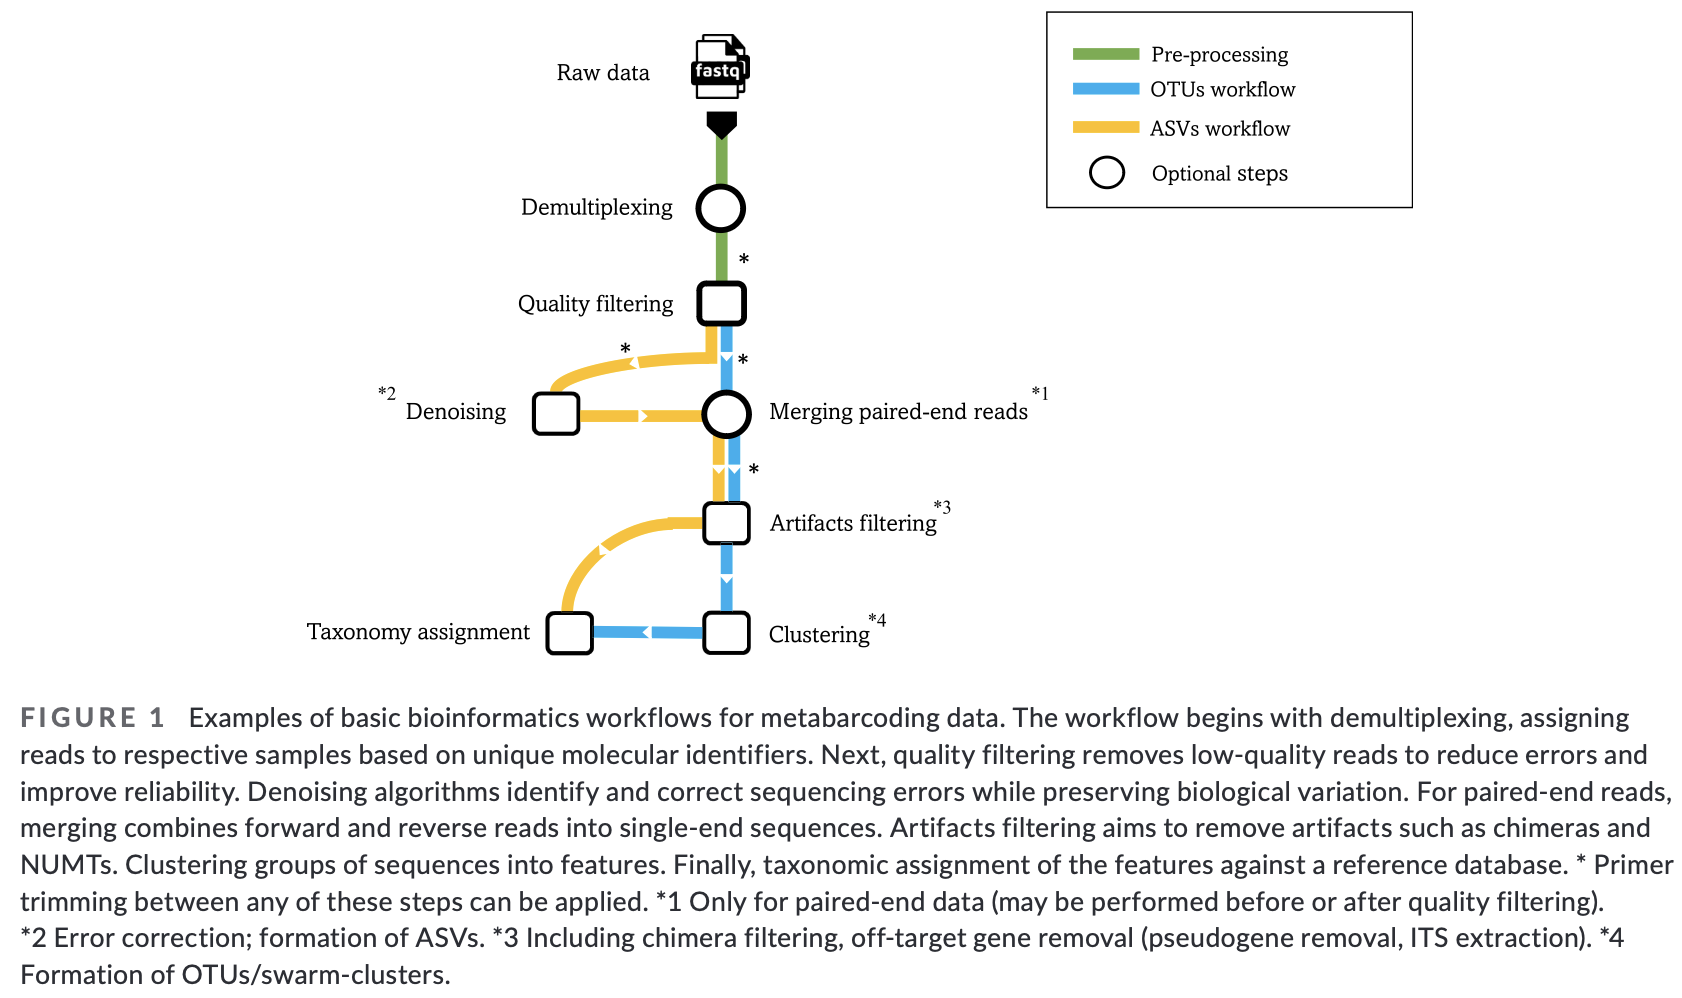 Raw data
fastq
Pre-processing
OTUs workflow
ASVs workflow
Optional steps
Demultiplexing
*
Quality filtering
*
*
*2 Denoising
Merging paired-end reads *1
*
Artifacts filtering *3
Taxonomy assignment
Clustering *4
FIGURE 1 Examples of basic bioinformatics workflows for metabarcoding data. The workflow begins with demultiplexing, assigning
reads to respective samples based on unique molecular identifiers. Next, quality filtering removes low-quality reads to reduce errors and
improve reliability. Denoising algorithms identify and correct sequencing errors while preserving biological variation. For paired-end reads,
merging combines forward and reverse reads into single-end sequences. Artifacts filtering aims to remove artifacts such as chimeras and
NUMTs. Clustering groups of sequences into features. Finally, taxonomic assignment of the features against a reference database. * Primer
trimming between any of these steps can be applied. *1 Only for paired-end data (may be performed before or after quality filtering).
*2 Error correction; formation of ASVs. *3 Including chimera filtering, off-target gene removal (pseudogene removal, ITS extraction). *4
Formation of OTUs/swarm-clusters.